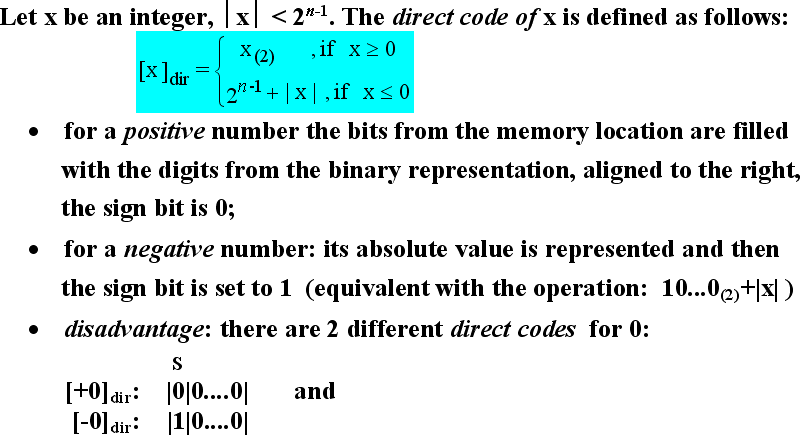 Let x be an integer, |x| < 2ⁿ⁻¹. The direct code of x is defined as follows:
[x]dir = { x(2) , if x ≥ 0
2ⁿ⁻¹ + | x | , if x ≤ 0
• for a positive number the bits from the memory location are filled
with the digits from the binary representation, aligned to the right,
the sign bit is 0;
• for a negative number: its absolute value is represented and then
the sign bit is set to 1 (equivalent with the operation: 10...0(2)+|x| )
• disadvantage: there are 2 different direct codes for 0:
S
[+0]dir: |0|0....0| and
[-0]dir: |1|0....0|